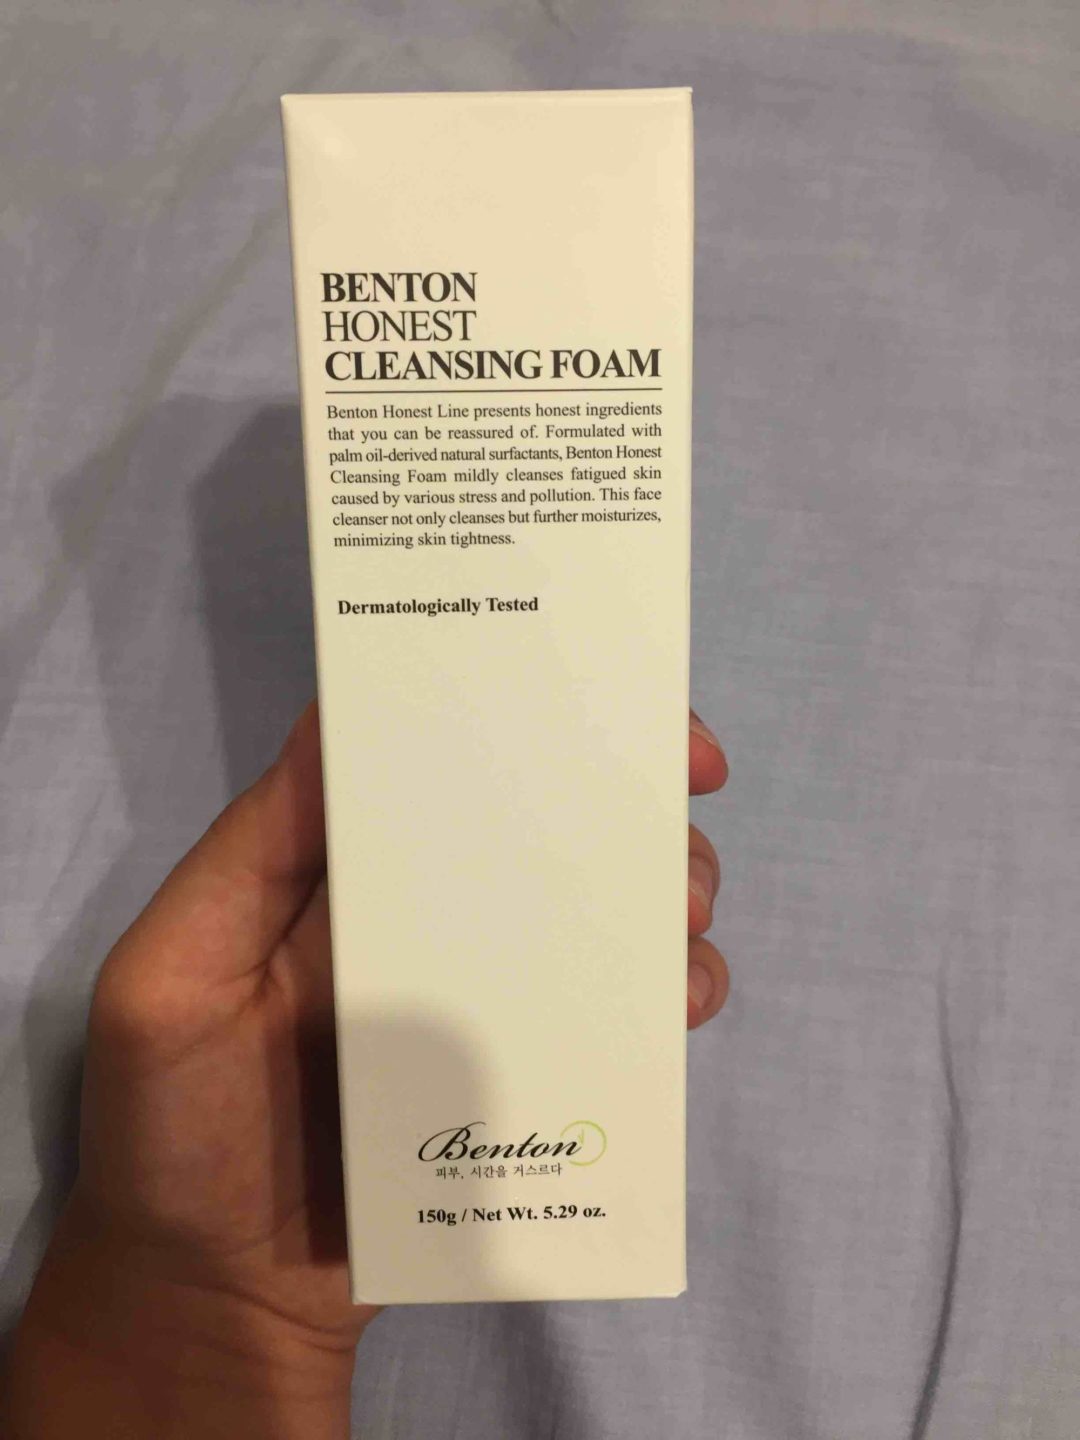 BENTON
HONEST
CLEANSING FOAM
Benton Honest Line presents honest ingredients
that you can be reassured of. Formulated with
palm oil-derived natural surfactants, Benton Honest
Cleansing Foam mildly cleanses fatigued skin
caused by various stress and pollution. This face
cleanser not only cleanses but further moisturizes,
minimizing skin tightness.
Dermatologically Tested
Benton
피부, 시간을 거스르다
150g / Net Wt. 5.29 oz.